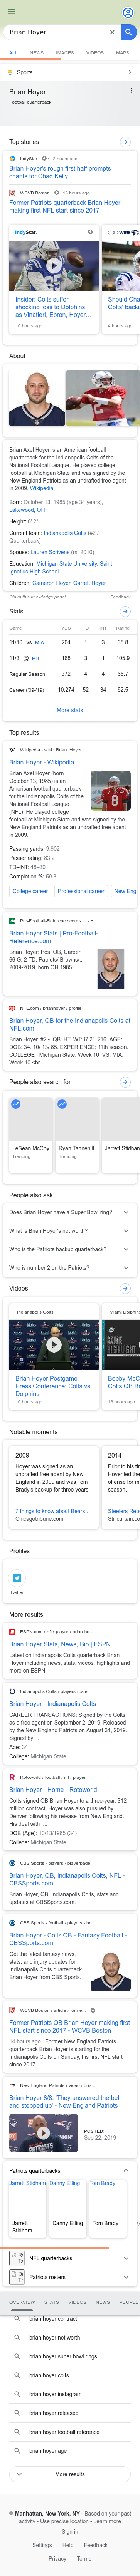 Brian Hoyer
ALL NEWS IMAGES VIDEOS MAPS
Sports
Brian Hoyer
Football quarterback
Top stories
IndyStar 12 hours ago
Brian Hoyer's rough first half prompts
chants for Chad Kelly
WCVB Boston 13 hours ago
Former Patriots quarterback Brian Hoyer
making first NFL start since 2017
IndyStar.
Insider: Colts suffer
shocking loss to Dolphins
as Vinatieri, Ebron, Hoyer...
10 hours ago
COLTS WIRE
Should Cha
Colts' backu
4 hours ago
About
Brian Axel Hoyer is an American football
quarterback for the Indianapolis Colts of the
National Football League. He played college
football at Michigan State and was signed by the
New England Patriots as an undrafted free agent
in 2009. Wikipedia
Born: October 13, 1985 (age 34 years),
Lakewood, OH
Height: 6′ 2″
Current team: Indianapolis Colts (#2 /
Quarterback)
Spouse: Lauren Scrivens (m. 2010)
Education: Michigan State University, Saint
Ignatius High School
Children: Cameron Hoyer, Garrett Hoyer
Claim this knowledge panel Feedback
Stats
GAME YDS TD INT Rating
11/10 vs MIA 204 1 3 38.8
11/3 @ PIT 168 3 1 105.9
Regular Season 372 4 4 65.7
Career ('09-'19) 10,274 52 34 82.5
More stats
Top results
Wikipedia › wiki › Brian_Hoyer
Brian Hoyer - Wikipedia
Brian Axel Hoyer (born
October 13, 1985) is an
American football quarterback
for the Indianapolis Colts of the
National Football League
(NFL). He played college
football at Michigan State and was signed by the
New England Patriots as an undrafted free agent
in 2009.
Passing yards: 9,902
Passer rating: 83.2
TD–INT: 48–30
Completion %: 59.3
College career Professional career New Engl
Pro-Football-Reference.com › ... › H
Brian Hoyer Stats | Pro-Football-
Reference.com
Brian Hoyer Pos: QB, Career:
66 G, 52 TD, Patriots/Browns/..
2009-2019, born OH 1985.
NFL.com › brianhoyer › profile
Brian Hoyer, QB for the Indianapolis Colts at
NFL.com
Brian Hoyer. #2 -. QB. HT: WT: 6' 2". 216. AGE:
DOB: 34. 10/ 13/ 85. EXPERIENCE: 11th season.
COLLEGE : Michigan State. Week 10. VS. MIA.
Week 10 <br ...
People also search for
LeSean McCoy
Trending
Ryan Tannehill
Trending
Jarrett Stidham
People also ask
Does Brian Hoyer have a Super Bowl ring?
What is Brian Hoyer's net worth?
Who is the Patriots backup quarterback?
Who is number 2 on the Patriots?
Videos
Indianapolis Colts
Brian Hoyer Postgame
Press Conference: Colts vs.
Dolphins
10 hours ago
Miami Dolphins
GAME
HIGHLIGHT
Bobby McC
Colts QB Br
13 hours ago
Notable moments
2009
Hoyer was signed as an
undrafted free agent by New
England in 2009 and was Tom
Brady's backup for three years.
7 things to know about Bears ...
Chicagotribune.com
2014
Prior to his tim
Hoyer led the
offense for mo
season.
Steelers Repor
Stillcurtain.com
Twitter
More results
ESPN.com › nfl › player › brian-ho...
Brian Hoyer Stats, News, Bio | ESPN
Latest on Indianapolis Colts quarterback Brian
Hoyer including news, stats, videos, highlights and
more on ESPN.
Profiles
Indianapolis Colts › players-roster
Brian Hoyer - Indianapolis Colts
CAREER TRANSACTIONS: Signed by the Colts
as a free agent on September 2, 2019. Released
by the New England Patriots on August 31, 2019.
Signed by ...
Age: 34
College: Michigan State
Rotoworld › football › nfl › player
Brian Hoyer - Home - Rotoworld
Colts signed QB Brian Hoyer to a three-year, $12
million contract. Hoyer was also pursued by
multiple teams following his release from New
England. His deal with ...
DOB (Age): 10/13/1985 (34)
College: Michigan State
CBS Sports › players › playerpage
Brian Hoyer, QB, Indianapolis Colts, NFL -
CBSSports.com
Brian Hoyer, QB, Indianapolis Colts, stats and
updates at CBSSports.com.
CBS Sports › football › players › bri...
Brian Hoyer - Colts QB - Fantasy Football -
CBSSports.com
Get the latest fantasy and
stats, and injury updates for
Indianapolis Colts quarterback
Brian Hoyer from CBS Sports.
WCVB Boston › article › forme...
Former Patriots QB Brian Hoyer making first
NFL start since 2017 - WCVB Boston
14 hours ago Former New England Patriots
quarterback Brian Hoyer is starting for the
Indianapolis Colts on Sunday, his first NFL start
since 2017.
New England Patriots › video › bria...
Brian Hoyer 8/6: 'They answered the bell
and stepped up' - New England Patriots
POSTED:
Sep 22, 2019
Patriots quarterbacks
Jarrett Stidham
Danny Etling
Tom Brady
Jarrett
Stidham
Danny Etling
Tom Brady
NFL quarterbacks
Patriots rosters
OVERVIEW STATS VIDEOS NEWS PEOPLE
brian hoyer contract
brian hoyer net worth
brian hoyer super bowl rings
brian hoyer colts
brian hoyer instagram
brian hoyer released
brian hoyer football reference
brian hoyer age
More results
Manhattan, New York, NY - Based on your past
activity - Use precise location - Learn more
Sign in
Settings Help Feedback
Privacy Terms